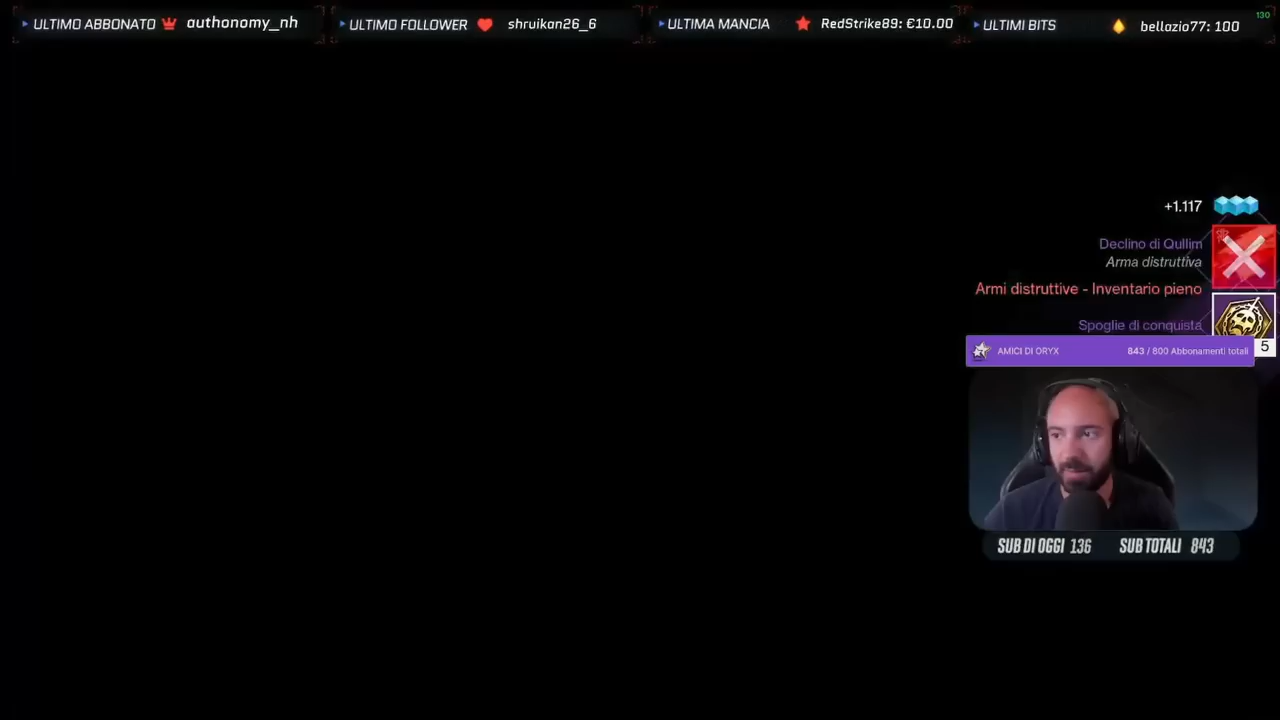 ULTIMO ABBONATO authonomy_nh
ULTIMO FOLLOWER shruikan26_6
ULTIMA MANCIA RedStrike89: €10.00
ULTIMI BITS bellazio77: 100
130
+1.117
Declino di Qullim
Arma distruttiva
Armi distruttive - Inventario pieno
Spoglie di conquista
5
AMICI DI ORYX 843 / 800 Abbonamenti totali
SUB DI OGGI 136 SUB TOTALI 843